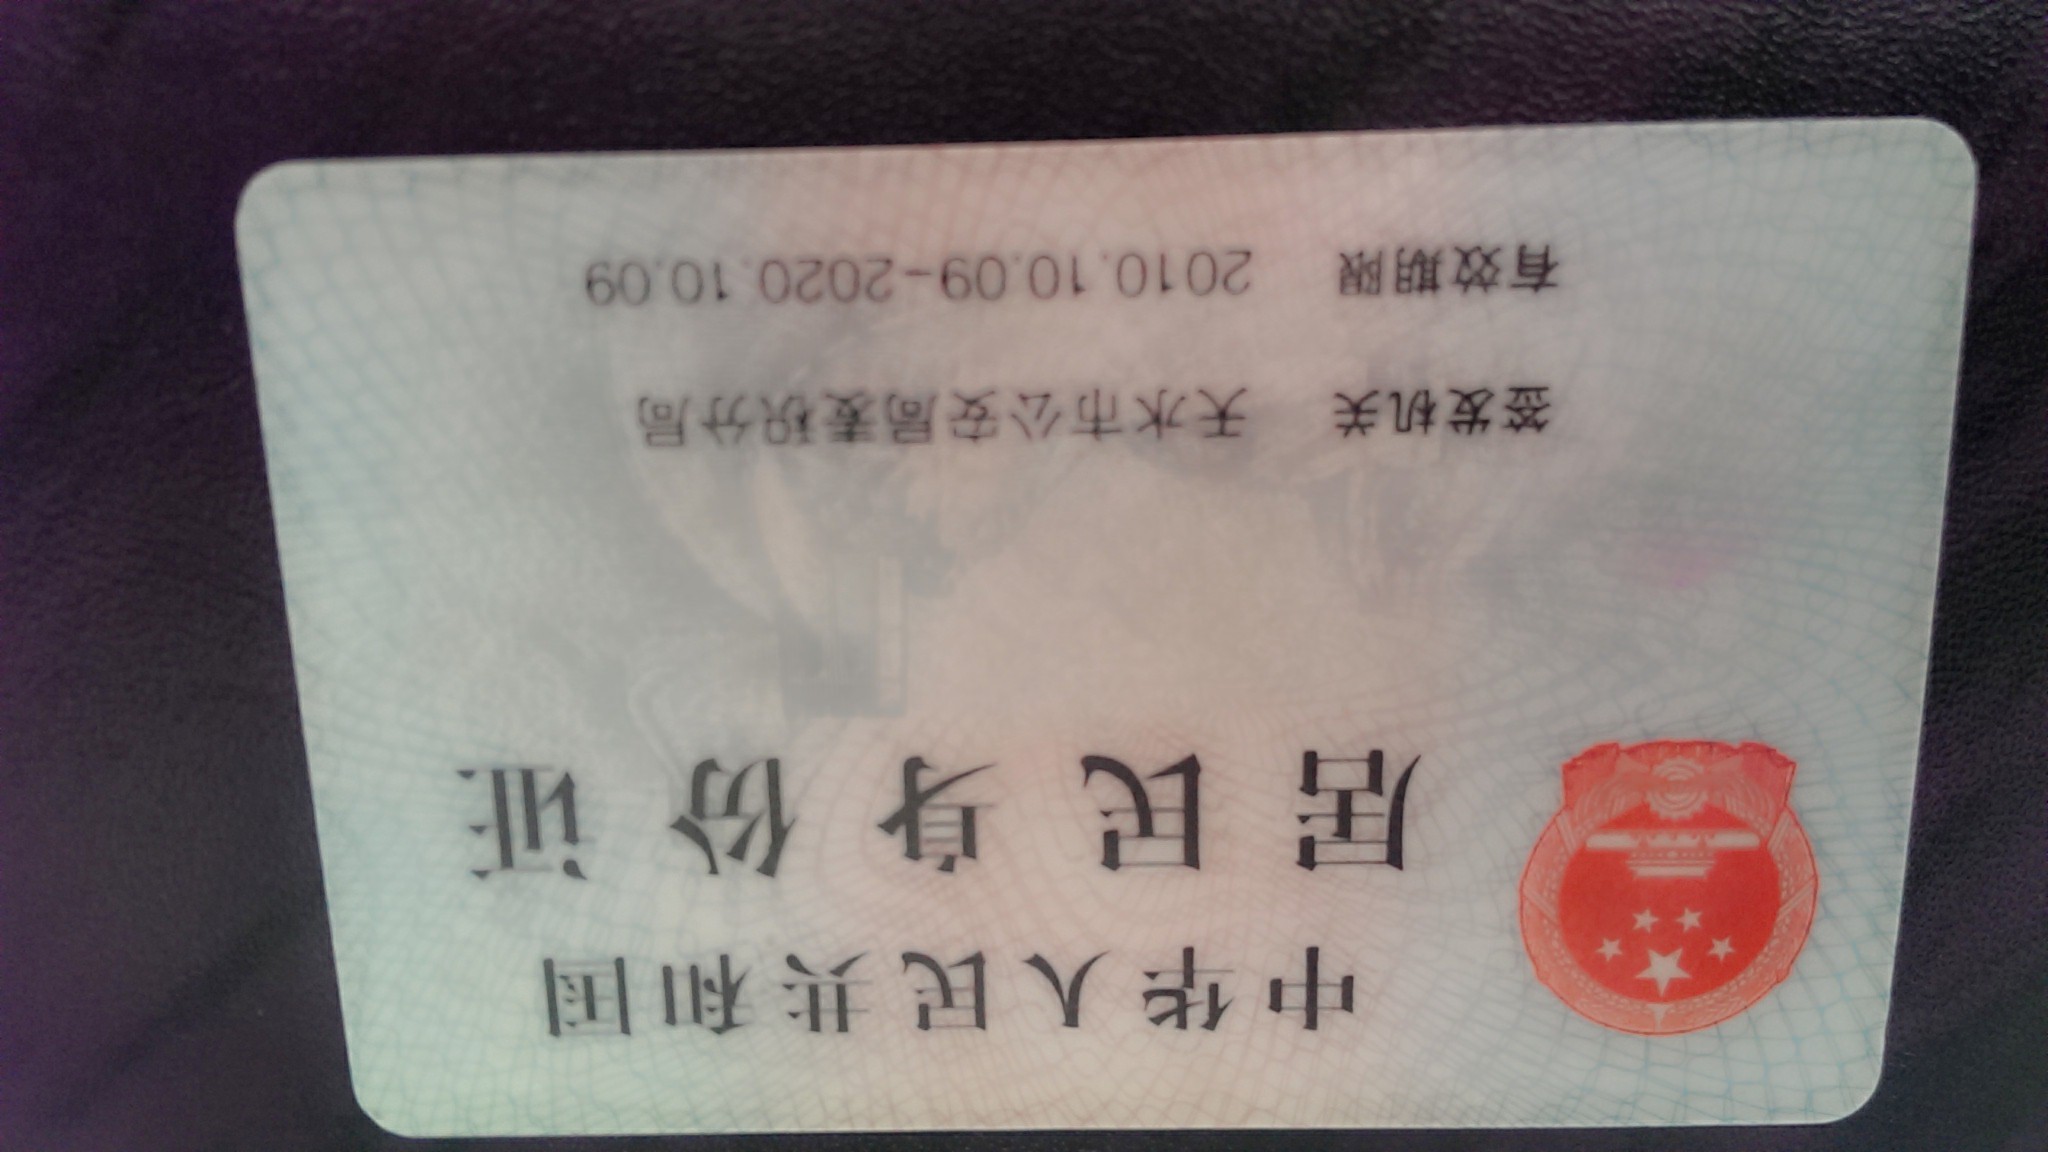 中华人民共和国
居民身份证
签发机关 天水市公安局麦积分局
有效期限 2010.10.09-2020.10.09